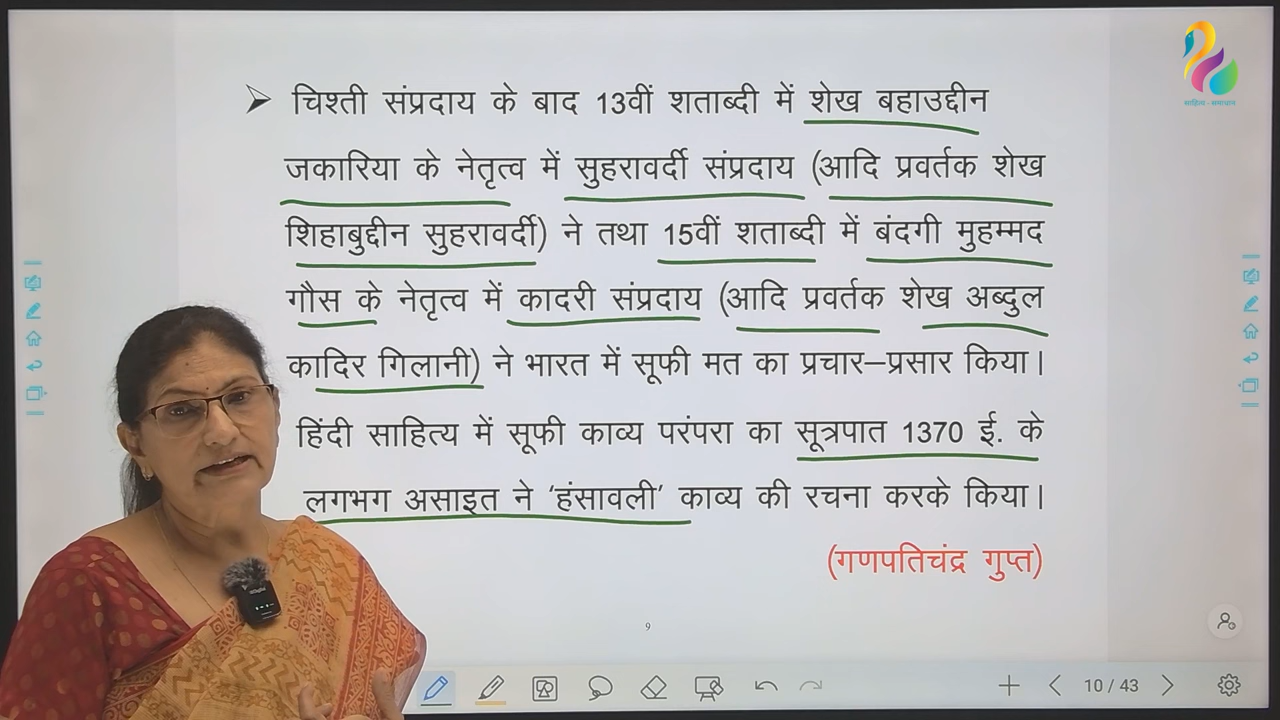 साहित्य - समाधान
➢ चिश्ती संप्रदाय के बाद 13वीं शताब्दी में शेख बहाउद्दीन
जकारिया के नेतृत्व में सुहरावर्दी संप्रदाय (आदि प्रवर्तक शेख
शिहाबुद्दीन सुहरावर्दी) ने तथा 15वीं शताब्दी में बंदगी मुहम्मद
गौस के नेतृत्व में कादरी संप्रदाय (आदि प्रवर्तक शेख अब्दुल
कादिर गिलानी) ने भारत में सूफी मत का प्रचार–प्रसार किया।
हिंदी साहित्य में सूफी काव्य परंपरा का सूत्रपात 1370 ई. के
लगभग असाइत ने ‘हंसावली’ काव्य की रचना करके किया।
(गणपतिचंद्र गुप्त)
9
10 / 43